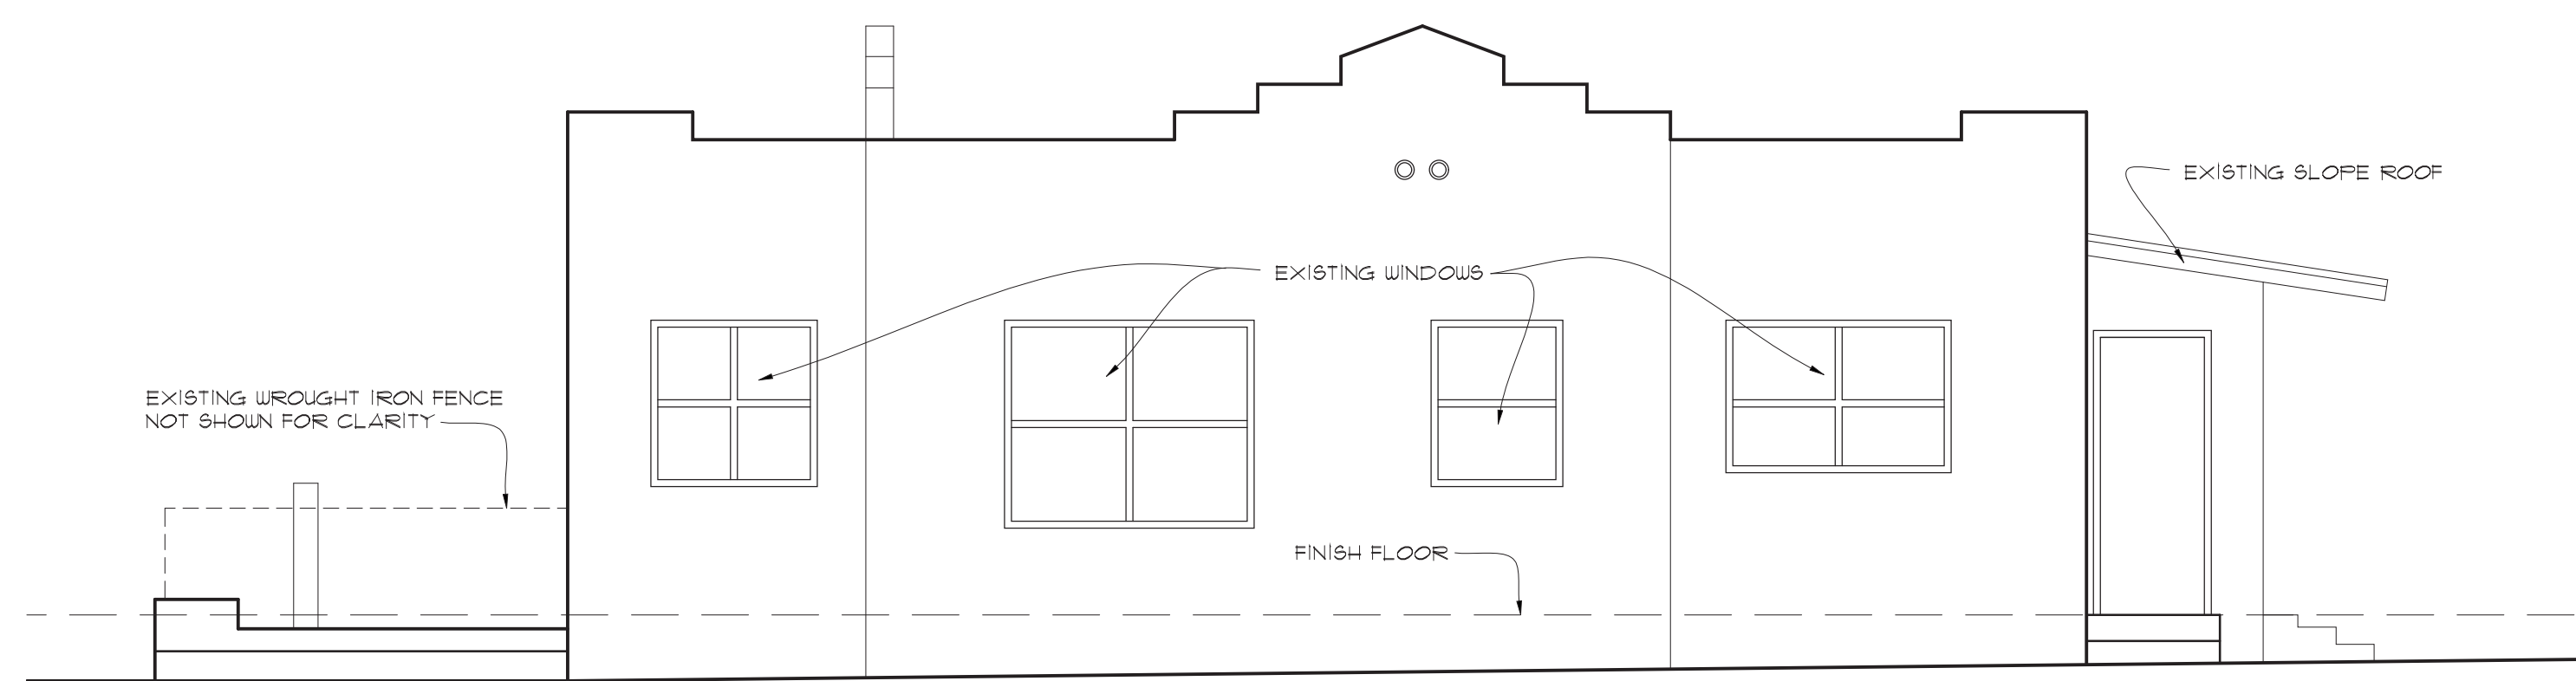 EXISTING SLOPE ROOF
EXISTING WINDOWS
EXISTING WROUGHT IRON FENCE
NOT SHOWN FOR CLARITY
FINISH FLOOR